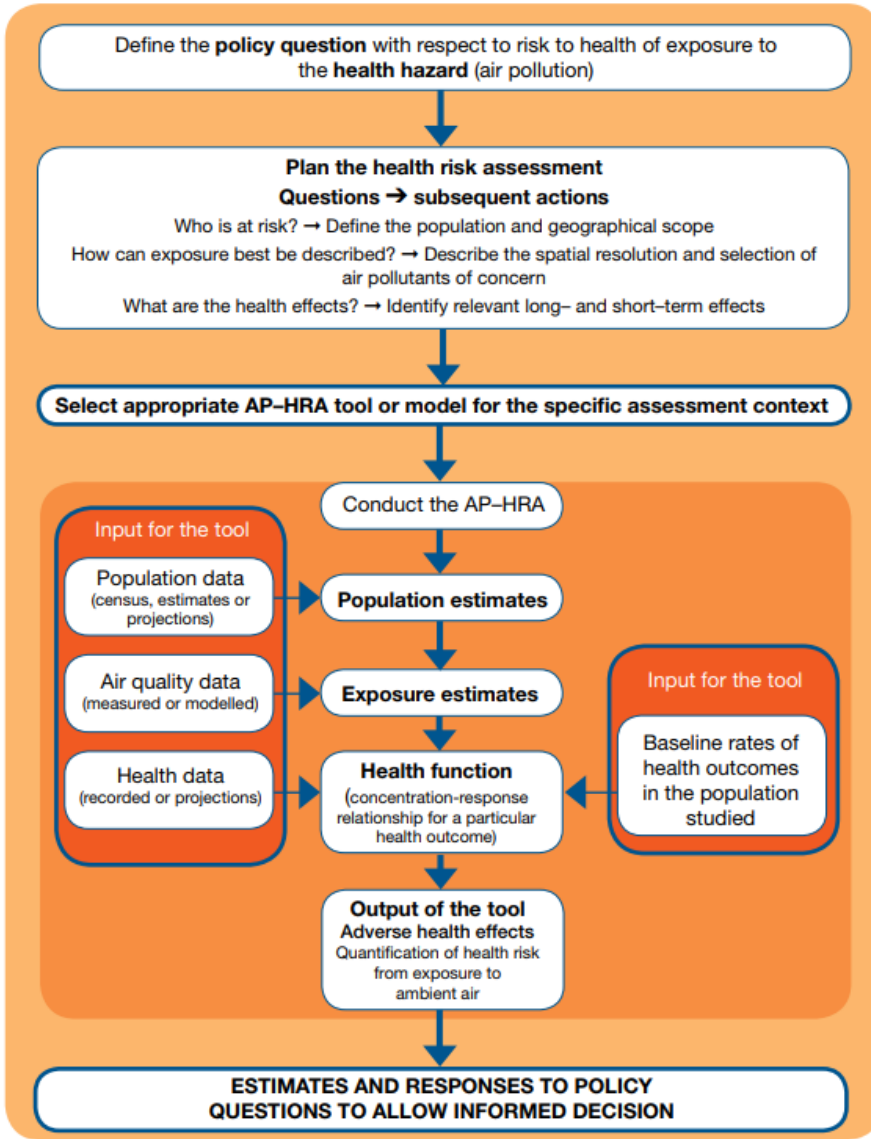 Define the policy question with respect to risk to health of exposure to
the health hazard (air pollution)
Plan the health risk assessment
Questions ➔ subsequent actions
Who is at risk? → Define the population and geographical scope
How can exposure best be described? → Describe the spatial resolution and selection of
air pollutants of concern
What are the health effects? → Identify relevant long– and short–term effects
Select appropriate AP–HRA tool or model for the specific assessment context
Conduct the AP–HRA
Input for the tool
Population data
(census, estimates or
projections)
Population estimates
Air quality data
(measured or modelled)
Exposure estimates
Health data
(recorded or projections)
Health function
(concentration-response
relationship for a particular
health outcome)
Input for the tool
Baseline rates of
health outcomes
in the population
studied
Output of the tool
Adverse health effects
Quantification of health risk
from exposure to
ambient air
ESTIMATES AND RESPONSES TO POLICY
QUESTIONS TO ALLOW INFORMED DECISION